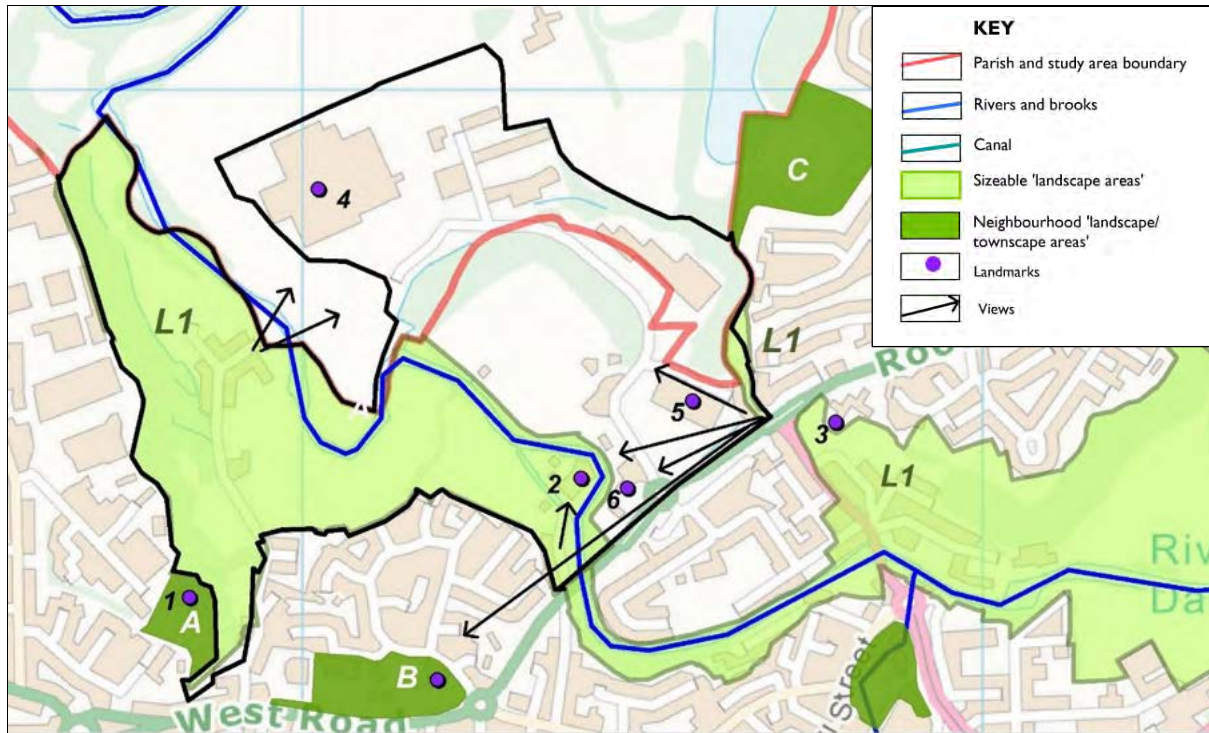 KEY
Parish and study area boundary
Rivers and brooks
Canal
Sizeable 'landscape areas'
Neighbourhood 'landscape/
townscape areas'
Landmarks
Views
C
4
L1
L1
5
3
L1
2
6
1
A
B
West Road
Street